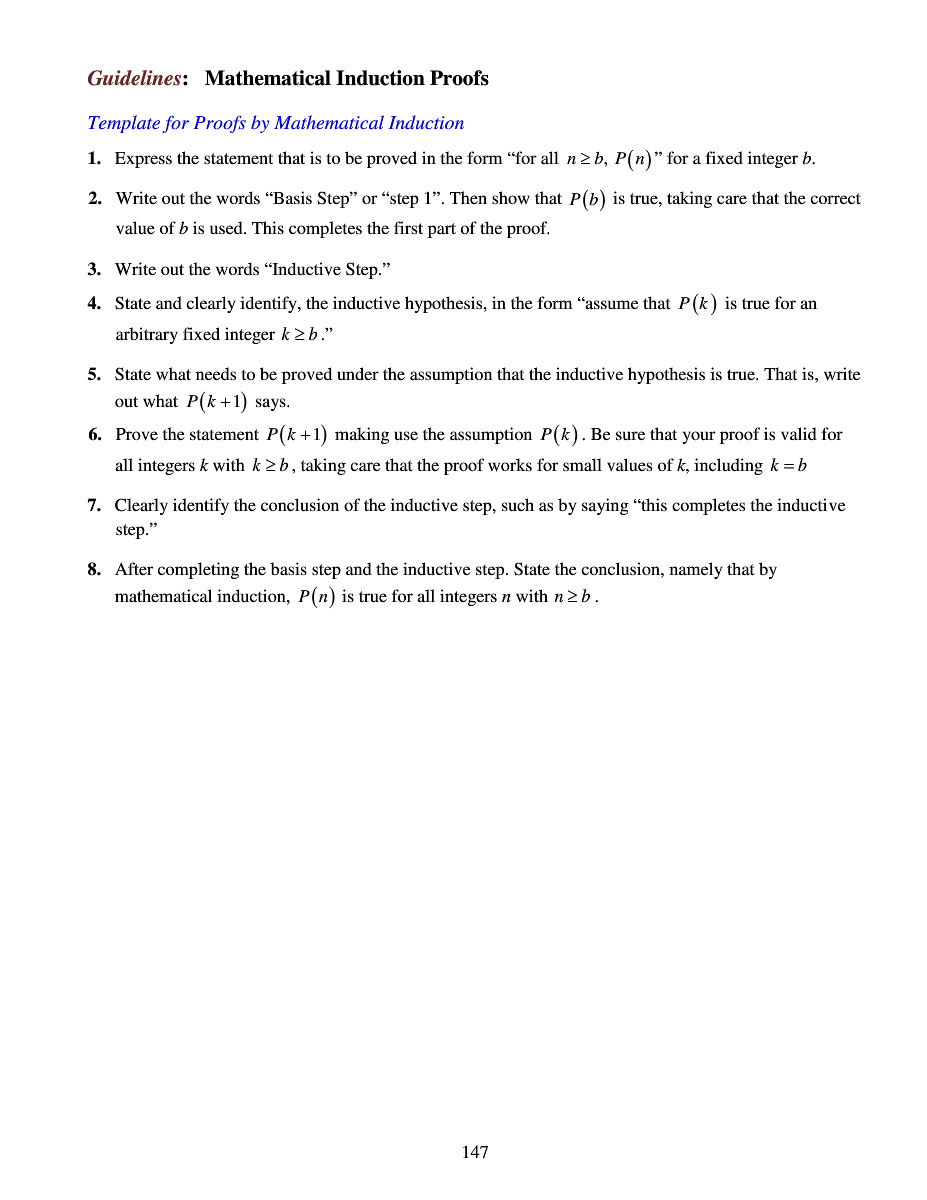 Guidelines: Mathematical Induction Proofs
Template for Proofs by Mathematical Induction
1. Express the statement that is to be proved in the form “for all n ≥ b, P(n)” for a fixed integer b.
2. Write out the words “Basis Step” or “step 1”. Then show that P(b) is true, taking care that the correct
value of b is used. This completes the first part of the proof.
3. Write out the words “Inductive Step.”
4. State and clearly identify, the inductive hypothesis, in the form “assume that P(k) is true for an
arbitrary fixed integer k ≥ b.”
5. State what needs to be proved under the assumption that the inductive hypothesis is true. That is, write
out what P(k+1) says.
6. Prove the statement P(k+1) making use the assumption P(k). Be sure that your proof is valid for
all integers k with k ≥ b, taking care that the proof works for small values of k, including k = b
7. Clearly identify the conclusion of the inductive step, such as by saying “this completes the inductive
step.”
8. After completing the basis step and the inductive step. State the conclusion, namely that by
mathematical induction, P(n) is true for all integers n with n ≥ b.
147